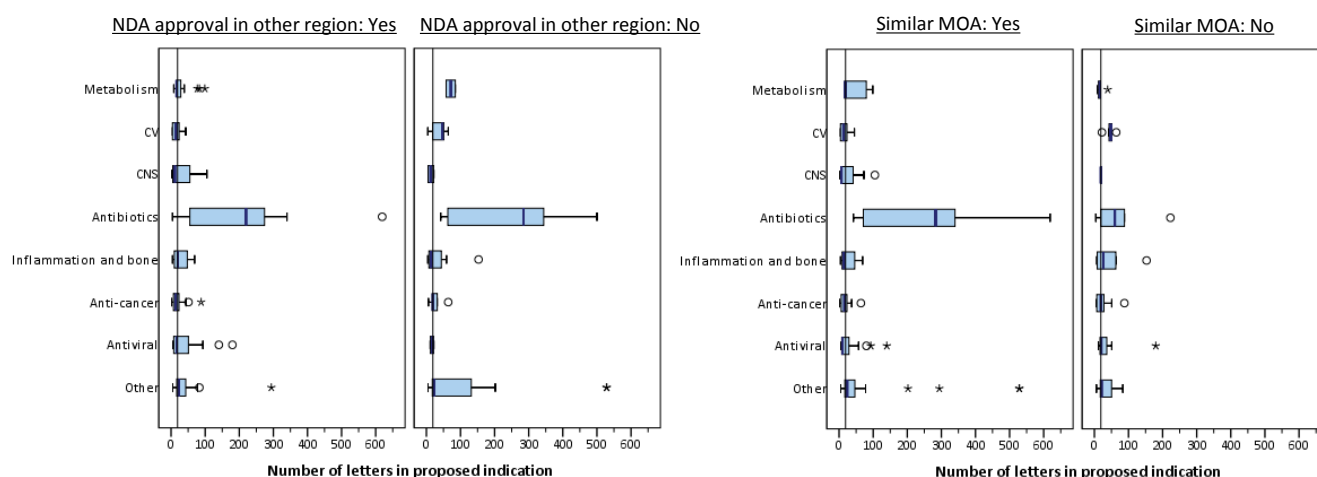 NDA approval in other region: Yes
NDA approval in other region: No
Metabolism
CV
CNS
Antibiotics
Inflammation and bone
Anti-cancer
Antiviral
Other
0 100 200 300 400 500 600
0 100 200 300 400 500 600
Number of letters in proposed indication
Similar MOA: Yes
Similar MOA: No
Metabolism
CV
CNS
Antibiotics
Inflammation and bone
Anti-cancer
Antiviral
Other
0 100 200 300 400 500 600
0 100 200 300 400 500 600
Number of letters in proposed indication